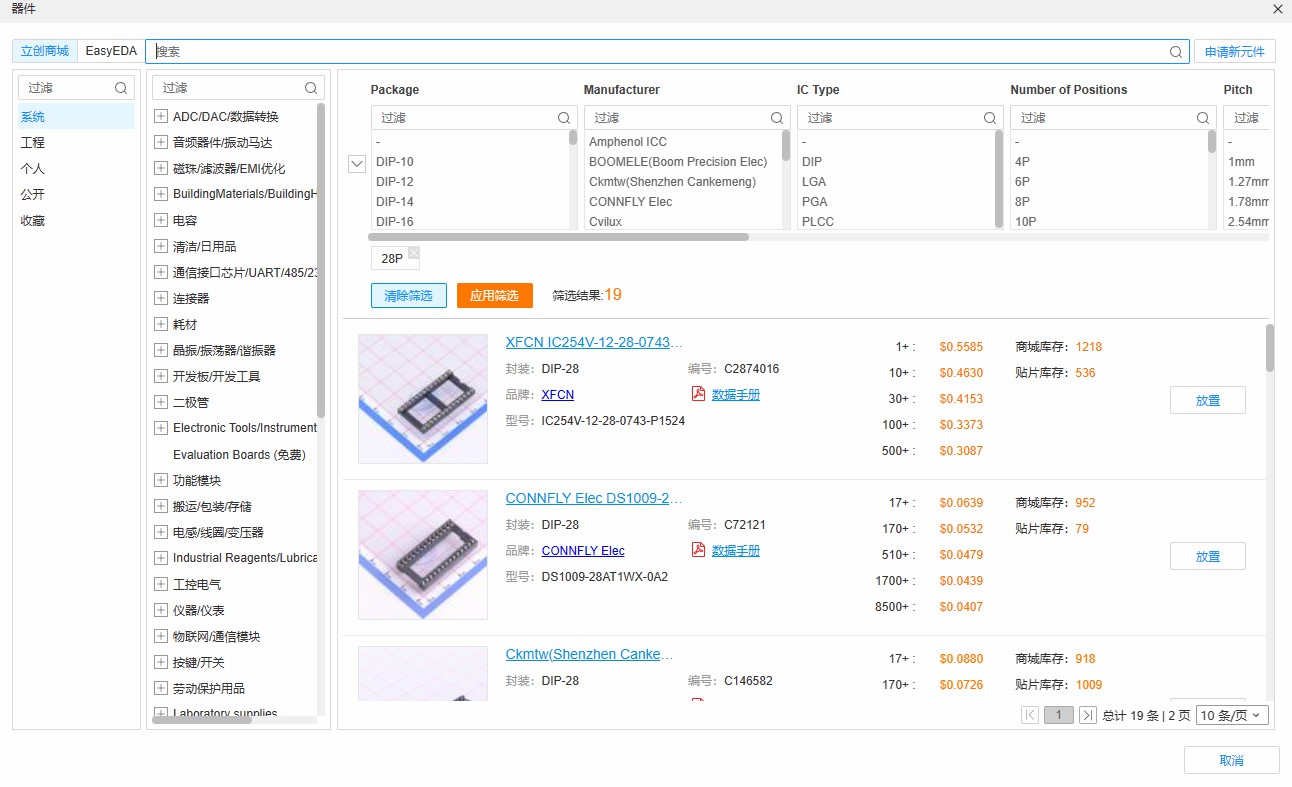 器件
立创商城
EasyEDA
搜索
申请新元件
过滤
系统
工程
个人
公开
收藏
过滤
ADC/DAC/数据转换
音频器件/振动马达
磁珠/滤波器/EMI优化
BuildingMaterials/BuildingH
电容
清洁/日用品
通信接口芯片/UART/485/23
连接器
耗材
晶振/振荡器/谐振器
开发板/开发工具
二极管
Electronic Tools/Instrument
Evaluation Boards (免费)
功能模块
搬运/包装/存储
电感/线圈/变压器
Industrial Reagents/Lubrica
工控电气
仪器/仪表
物联网/通信模块
按键/开关
劳动保护用品
Laboratory supplies
Package
过滤
-
DIP-10
DIP-12
DIP-14
DIP-16
Manufacturer
过滤
Amphenol ICC
BOOMELE(Boom Precision Elec)
Ckmtw(Shenzhen Cankemeng)
CONNFLY Elec
Cvilux
IC Type
过滤
-
DIP
LGA
PGA
PLCC
Number of Positions
过滤
-
4P
6P
8P
10P
Pitch
过滤
-
1mm
1.27mm
1.78mm
2.54mm
28P
清除筛选
应用筛选
筛选结果:19
XFCN IC254V-12-28-0743...
封装: DIP-28
编号: C2874016
品牌: XFCN
数据手册
型号: IC254V-12-28-0743-P1524
1+ : $0.5585
10+ : $0.4630
30+ : $0.4153
100+ : $0.3373
500+ : $0.3087
商城库存: 1218
贴片库存: 536
放置
CONNFLY Elec DS1009-2...
封装: DIP-28
编号: C72121
品牌: CONNFLY Elec
数据手册
型号: DS1009-28AT1WX-0A2
17+ : $0.0639
170+ : $0.0532
510+ : $0.0479
1700+ : $0.0439
8500+ : $0.0407
商城库存: 952
贴片库存: 79
放置
Ckmtw(Shenzhen Canke...
封装: DIP-28
编号: C146582
17+ : $0.0880
170+ : $0.0726
商城库存: 918
贴片库存: 1009
1
总计 19 条 | 2 页
10 条/页
取消